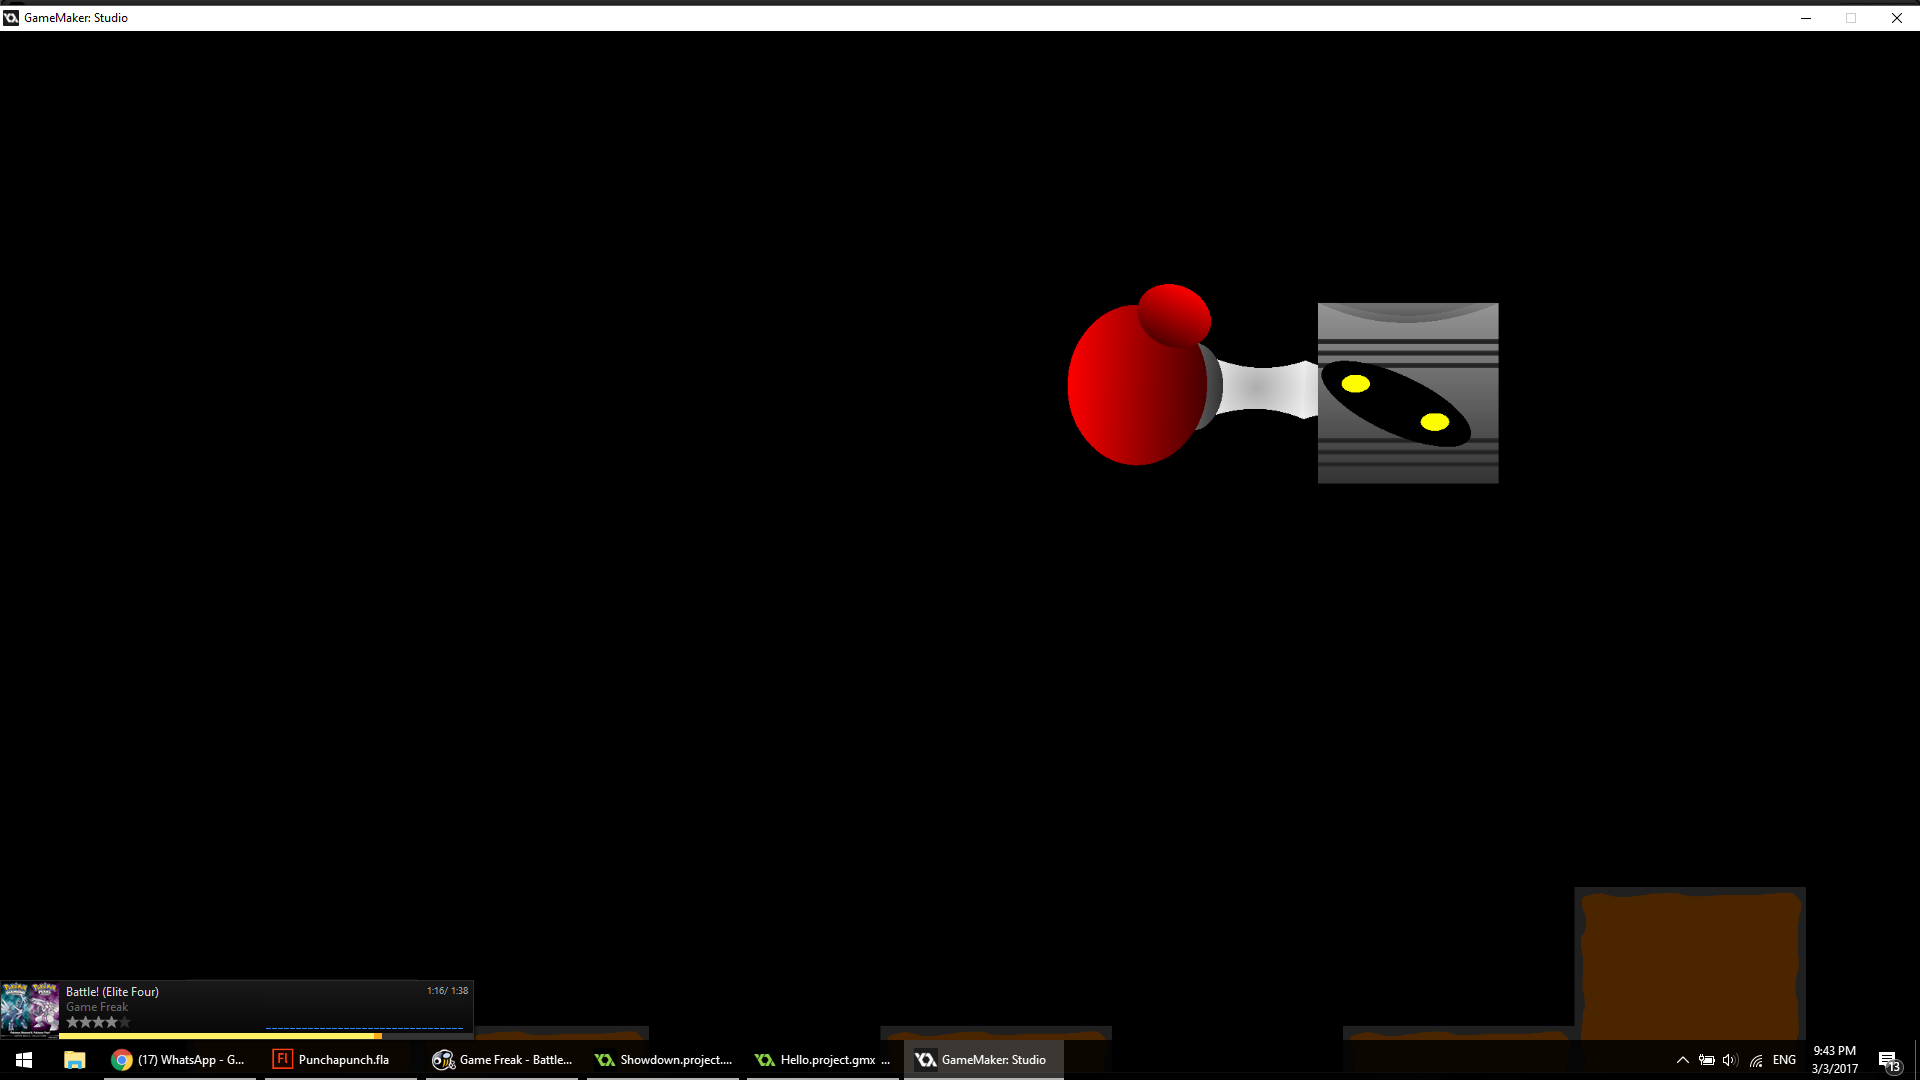 GameMaker: Studio
Battle! (Elite Four)
1:16/ 1:38
Game Freak
(17) WhatsApp - G...
Fl
Punchapunch.fla
Game Freak - Battle...
Showdown.project....
Hello.project.gmx ...
GameMaker: Studio
ENG
9:43 PM
3/3/2017
13